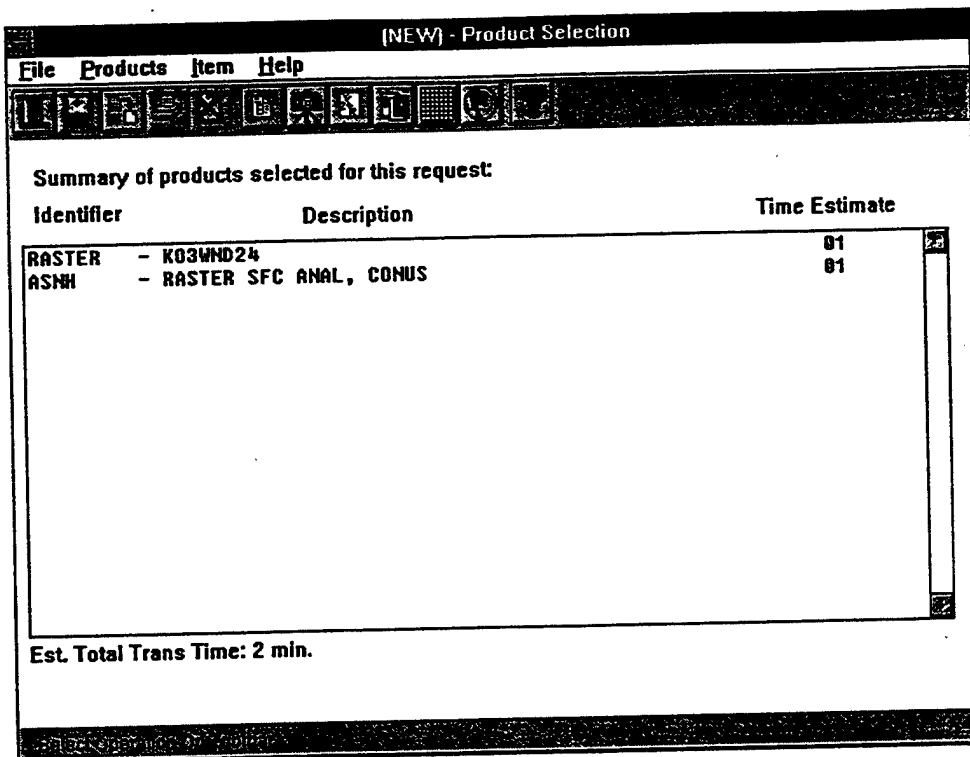 (NEW) - Product Selection
File Products Item Help
Summary of products selected for this request:
Identifier Description Time Estimate
RASTER - KO3WND24 01
ASNH - RASTER SFC ANAL, CONUS 01
Est. Total Trans Time: 2 min.